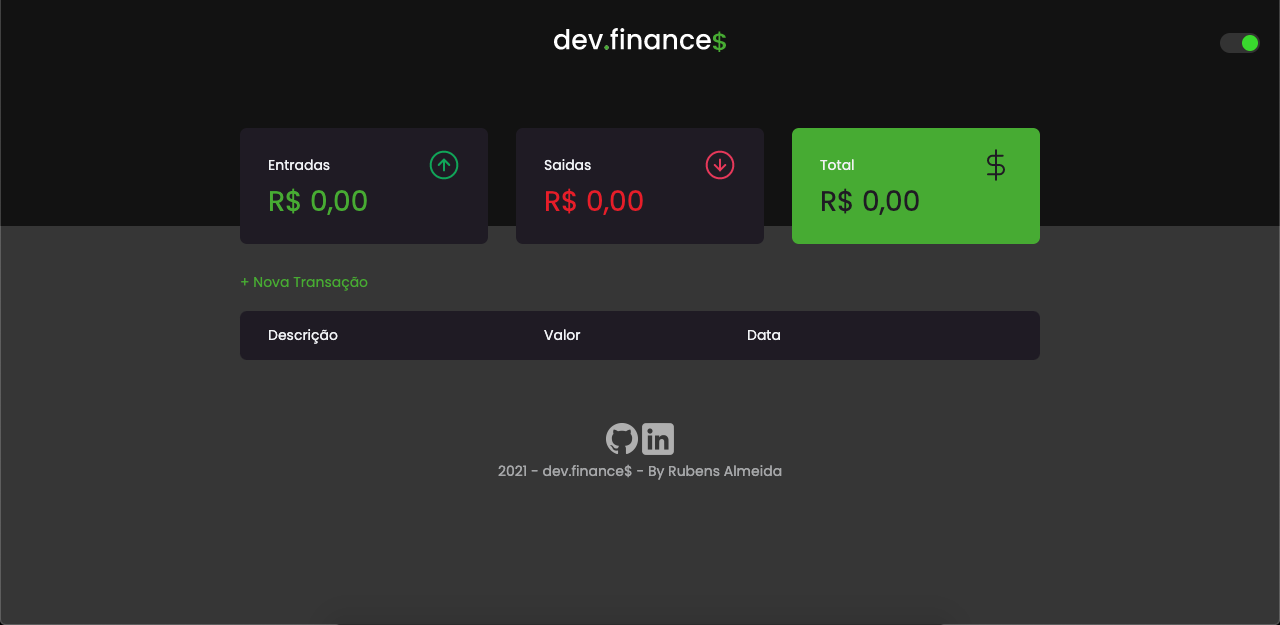 dev.finance$
Entradas
R$ 0,00
Saidas
R$ 0,00
Total
R$ 0,00
+ Nova Transação
Descrição Valor Data
in
2021 - dev.finance$ - By Rubens Almeida